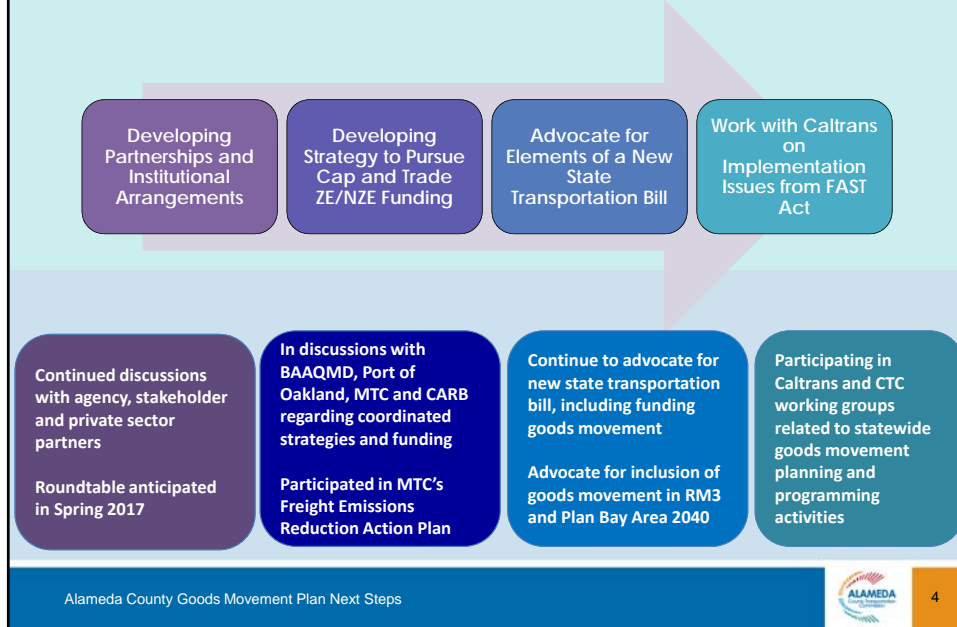 Developing
Partnerships and
Institutional
Arrangements
Developing
Strategy to Pursue
Cap and Trade
ZE/NZE Funding
Advocate for
Elements of a New
State
Transportation Bill
Work with Caltrans
on
Implementation
Issues from FAST
Act
Continued discussions
with agency, stakeholder
and private sector
partners
Roundtable anticipated
in Spring 2017
In discussions with
BAAQMD, Port of
Oakland, MTC and CARB
regarding coordinated
strategies and funding
Participated in MTC's
Freight Emissions
Reduction Action Plan
Continue to advocate for
new state transportation
bill, including funding
goods movement
Advocate for inclusion of
goods movement in RM3
and Plan Bay Area 2040
Participating in
Caltrans and CTC
working groups
related to statewide
goods movement
planning and
programming
activities
Alameda County Goods Movement Plan Next Steps
ALAMEDA
County Transportation
Commission
4